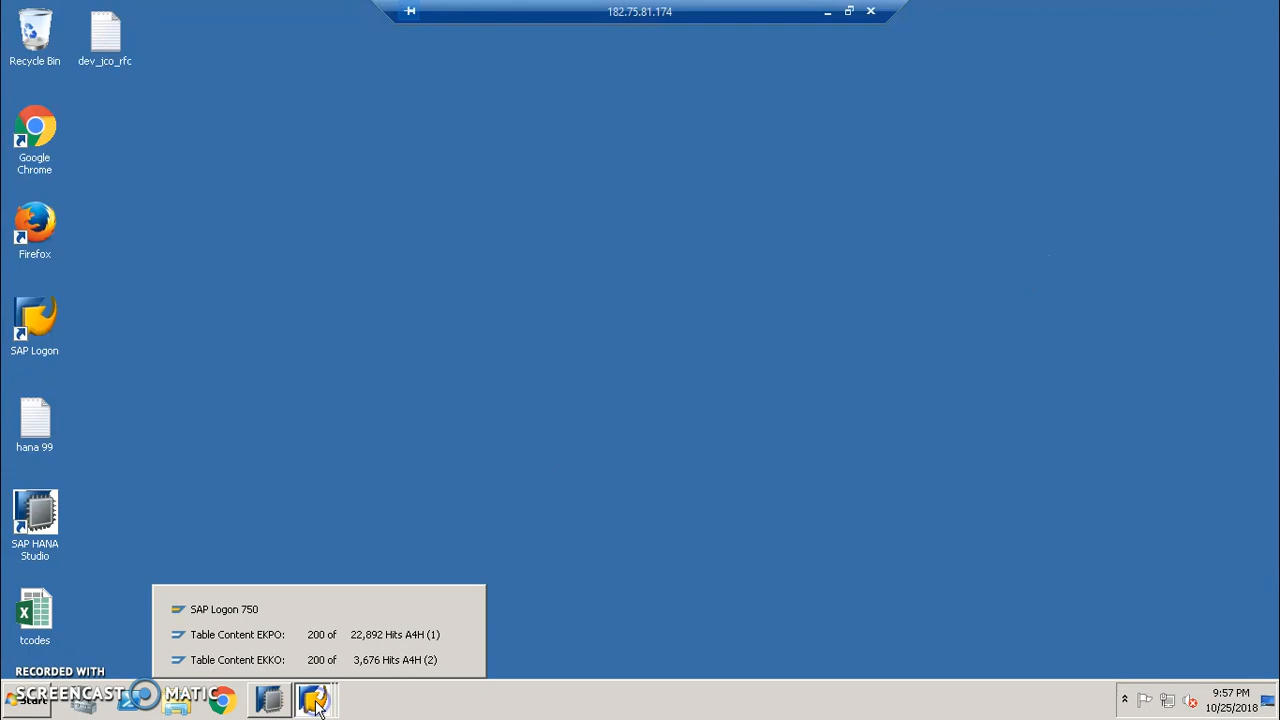 182.75.81.174
Recycle Bin
dev_jco_rfc
Google
Chrome
Firefox
SAP Logon
hana 99
SAP HANA
Studio
tcodes
SAP Logon 750
Table Content EKPO: 200 of 22,892 Hits A4H (1)
Table Content EKKO: 200 of 3,676 Hits A4H (2)
RECORDED WITH
SCREENCAST MATIC
Start
9:57 PM
10/25/2018